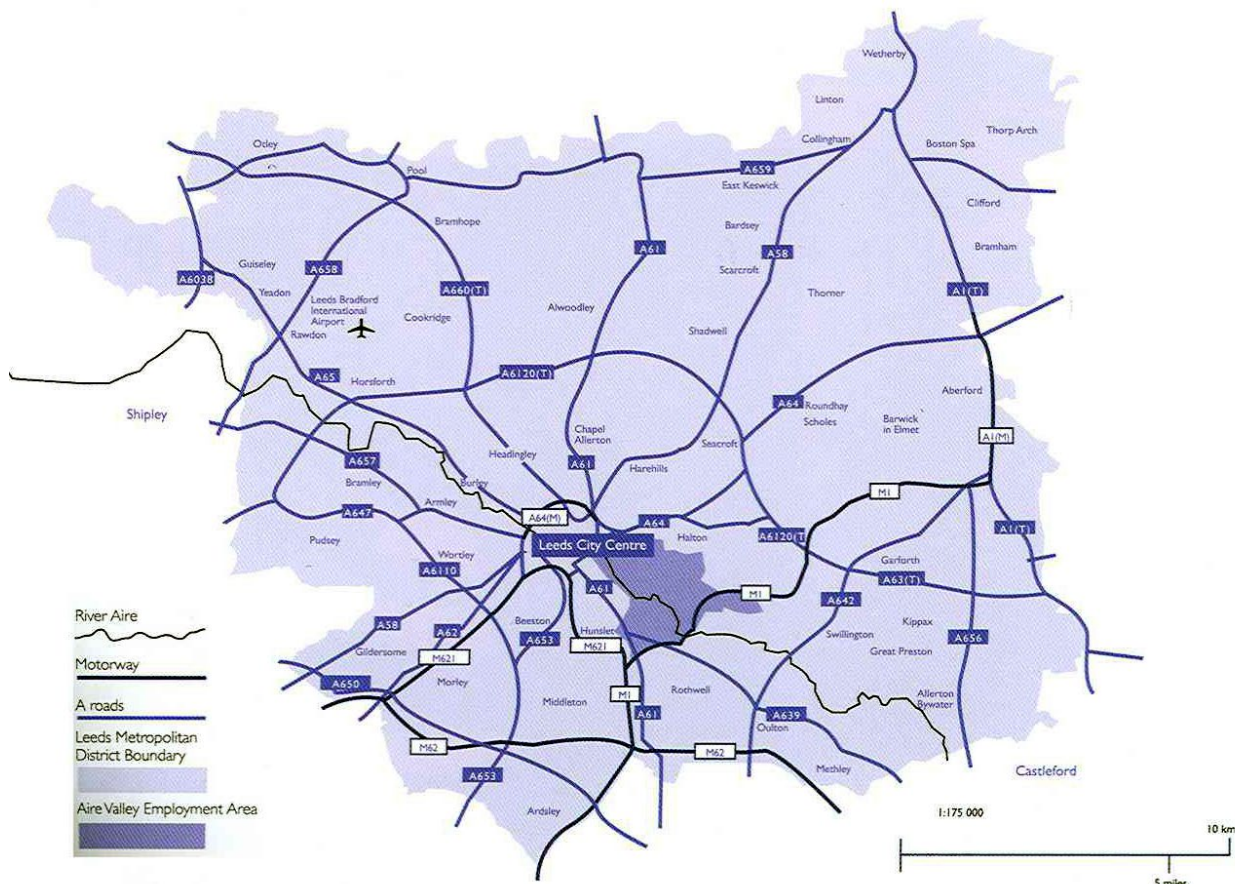 Wetherby
Linton
Collingham
Thorp Arch
Boston Spa
Otley
Pool
A659
East Keswick
Clifford
Bramhope
Bardsey
Bramham
A61
A58
Guiseley
A658
Scarcroft
A6038
Yeadon
A660(T)
A1(T)
Leeds Bradford
International
Airport
Alwoodley
Thorner
Cookridge
Rawdon
Shadwell
A65
Horsforth
A6120(T)
Aberford
Shipley
A64
Roundhay
Scholes
Barwick
in Elmet
Chapel
Allerton
Seacroft
A1(M)
Headingley
A61
Harehills
A657
Bramley
Burley
M1
Armley
A647
A64(M)
A64
A1(T)
Pudsey
Leeds City Centre
Halton
A6120(T
Wortley
Garforth
A6110
A63(T)
A61
M1
A642
River Aire
A58
Beeston
Kippax
A62
A653
Hunslet
Swillington
A656
Gildersome
M621
M621
Great Preston
Motorway
A650
Morley
Rothwell
Middleton
M1
Allerton
Bywater
A roads
A61
A639
Oulton
Leeds Metropolitan
District Boundary
M62
M62
A653
Methley
Castleford
Aire Valley Employment Area
Ardsley
1:175 000
10 km
5 miles